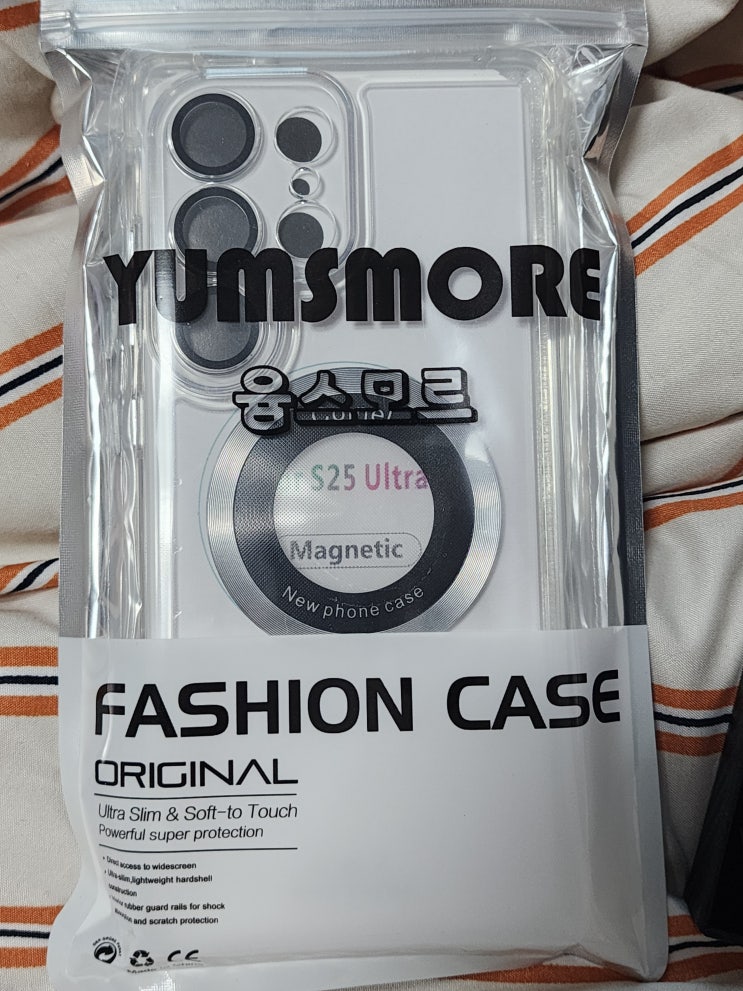 YUMSMORE
융스모르
S25 Ultra
Magnetic
New phone case
FASHION CASE
ORIGINAL
Ultra Slim & Soft-to Touch
Powerful super protection
• Direct access to widescreen
• Ultra-slim,lightweight hardshell
construction
rubber guard rails for shock
and scratch protection
CE